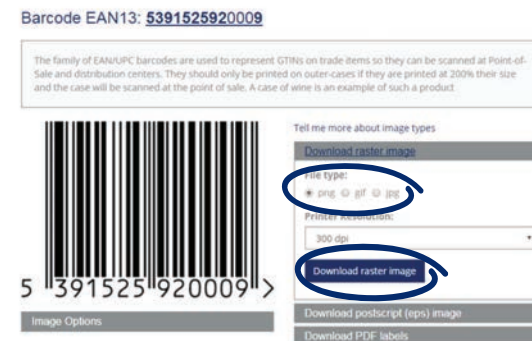 Barcode EAN13: 5391525920009
The family of EAN/UPC barcodes are used to represent GTINs on trade items so they can be scanned at Point-of-
Sale and distribution centers. They should only be printed on outer-cases if they are printed at 200% their size
and the case will be scanned at the point of sale. A case of wine is an example of such a product
Tell me more about image types
Download raster image
File type:
png gif jpg
Printer Resolution:
300 dpi
Download raster image
5 391525 920009 >
Image Options
Download postscript (eps) image
Download PDF labels